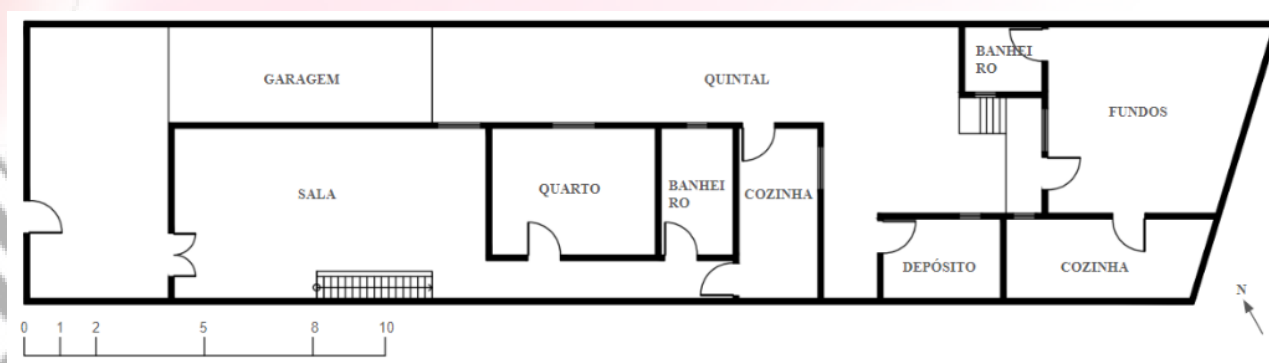 BANHEI
RO
GARAGEM
QUINTAL
FUNDOS
SALA
QUARTO
BANHEI
RO
COZINHA
DEPÓSITO
COZINHA
N
0 1 2 5 8 10